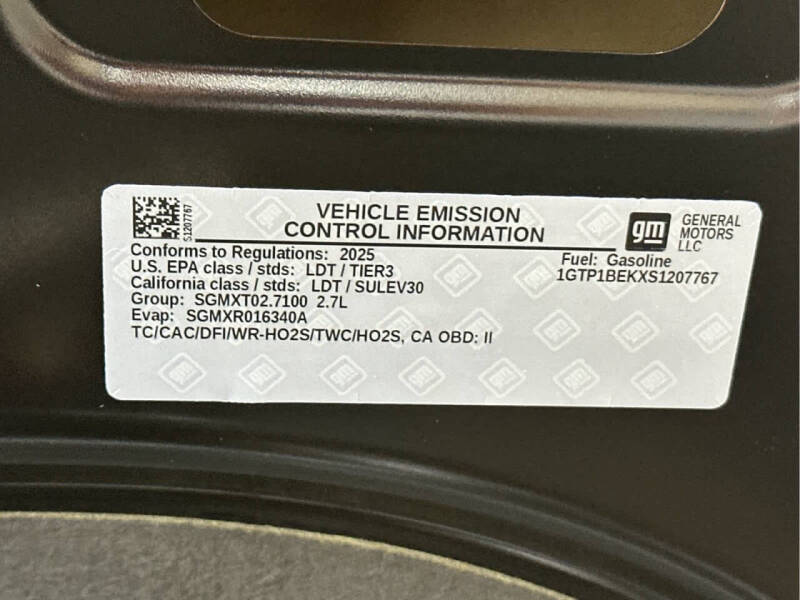 S1207767
VEHICLE EMISSION
CONTROL INFORMATION
gm
GENERAL
MOTORS
LLC
Conforms to Regulations: 2025
U.S. EPA class / stds: LDT / TIER3
California class / stds: LDT / SULEV30
Group: SGMXT02.7100 2.7L
Evap: SGMXR016340A
TC/CAC/DFI/WR-HO2S/TWC/HO2S, CA OBD: II
Fuel: Gasoline
1GTP1BEKXS1207767